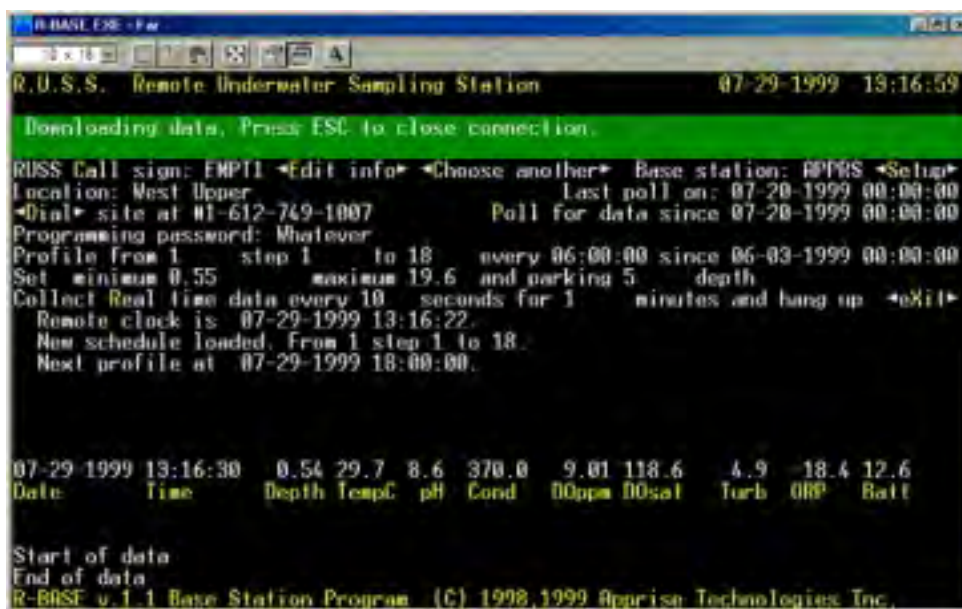 R-BASE.EXE - Far
10 x 18
A
R.U.S.S. Remote Underwater Sampling Station 07-29-1999 13:16:59
Downloading data. Press ESC to close connection.
RUSS Call sign: EMPT1 ◄Edit info► ◄Choose another► Base station: APPRS ◄Setup►
Location: West Upper Last poll on: 07-20-1999 00:00:00
◄Dial► site at #1-612-749-1007 Poll for data since 07-20-1999 00:00:00
Programming password: Whatever
Profile from 1 step 1 to 18 every 06:00:00 since 06-03-1999 00:00:00
Set minimum 0.55 maximum 19.6 and parking 5 depth
Collect Real time data every 10 seconds for 1 minutes and hang up ◄eXit►
Remote clock is 07-29-1999 13:16:22.
New schedule loaded. From 1 step 1 to 18.
Next profile at 07-29-1999 18:00:00.
07-29-1999 13:16:30 0.54 29.7 8.6 370.0 9.01 118.6 4.9 -18.4 12.6
Date Time Depth TempC pH Cond DOppm DOsat Turb ORP Batt
Start of data
End of data
R-BASE v.1.1 Base Station Program (C) 1998,1999 Apprise Technologies Inc.